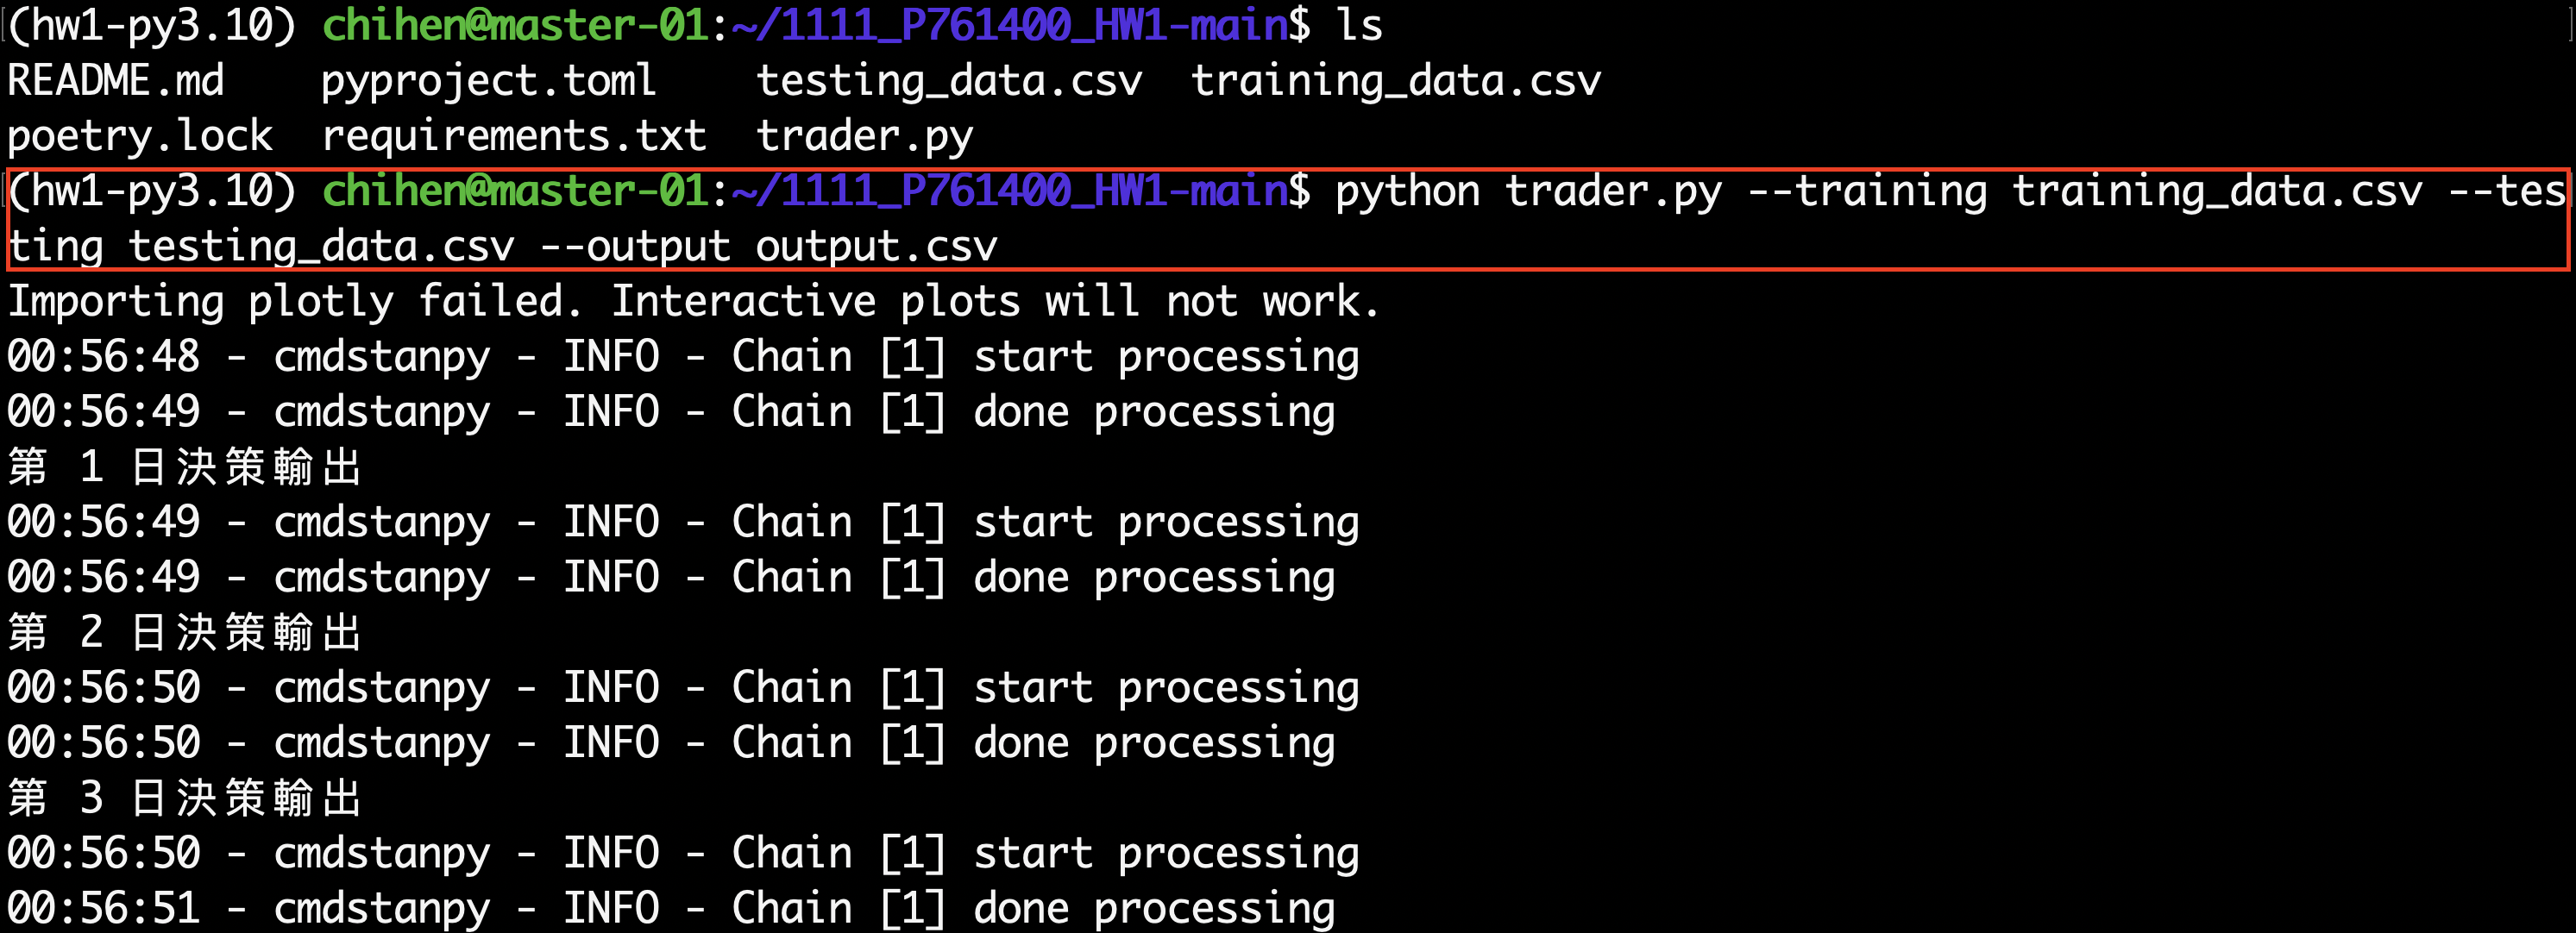 (hw1-py3.10) chihen@master-01:~/1111_P761400_HW1-main$ ls
README.md    pyproject.toml    testing_data.csv  training_data.csv
poetry.lock  requirements.txt  trader.py
(hw1-py3.10) chihen@master-01:~/1111_P761400_HW1-main$ python trader.py --training training_data.csv --tes
ting testing_data.csv --output output.csv
Importing plotly failed. Interactive plots will not work.
00:56:48 - cmdstanpy - INFO - Chain [1] start processing
00:56:49 - cmdstanpy - INFO - Chain [1] done processing
第 1 日決策輸出
00:56:49 - cmdstanpy - INFO - Chain [1] start processing
00:56:49 - cmdstanpy - INFO - Chain [1] done processing
第 2 日決策輸出
00:56:50 - cmdstanpy - INFO - Chain [1] start processing
00:56:50 - cmdstanpy - INFO - Chain [1] done processing
第 3 日決策輸出
00:56:50 - cmdstanpy - INFO - Chain [1] start processing
00:56:51 - cmdstanpy - INFO - Chain [1] done processing